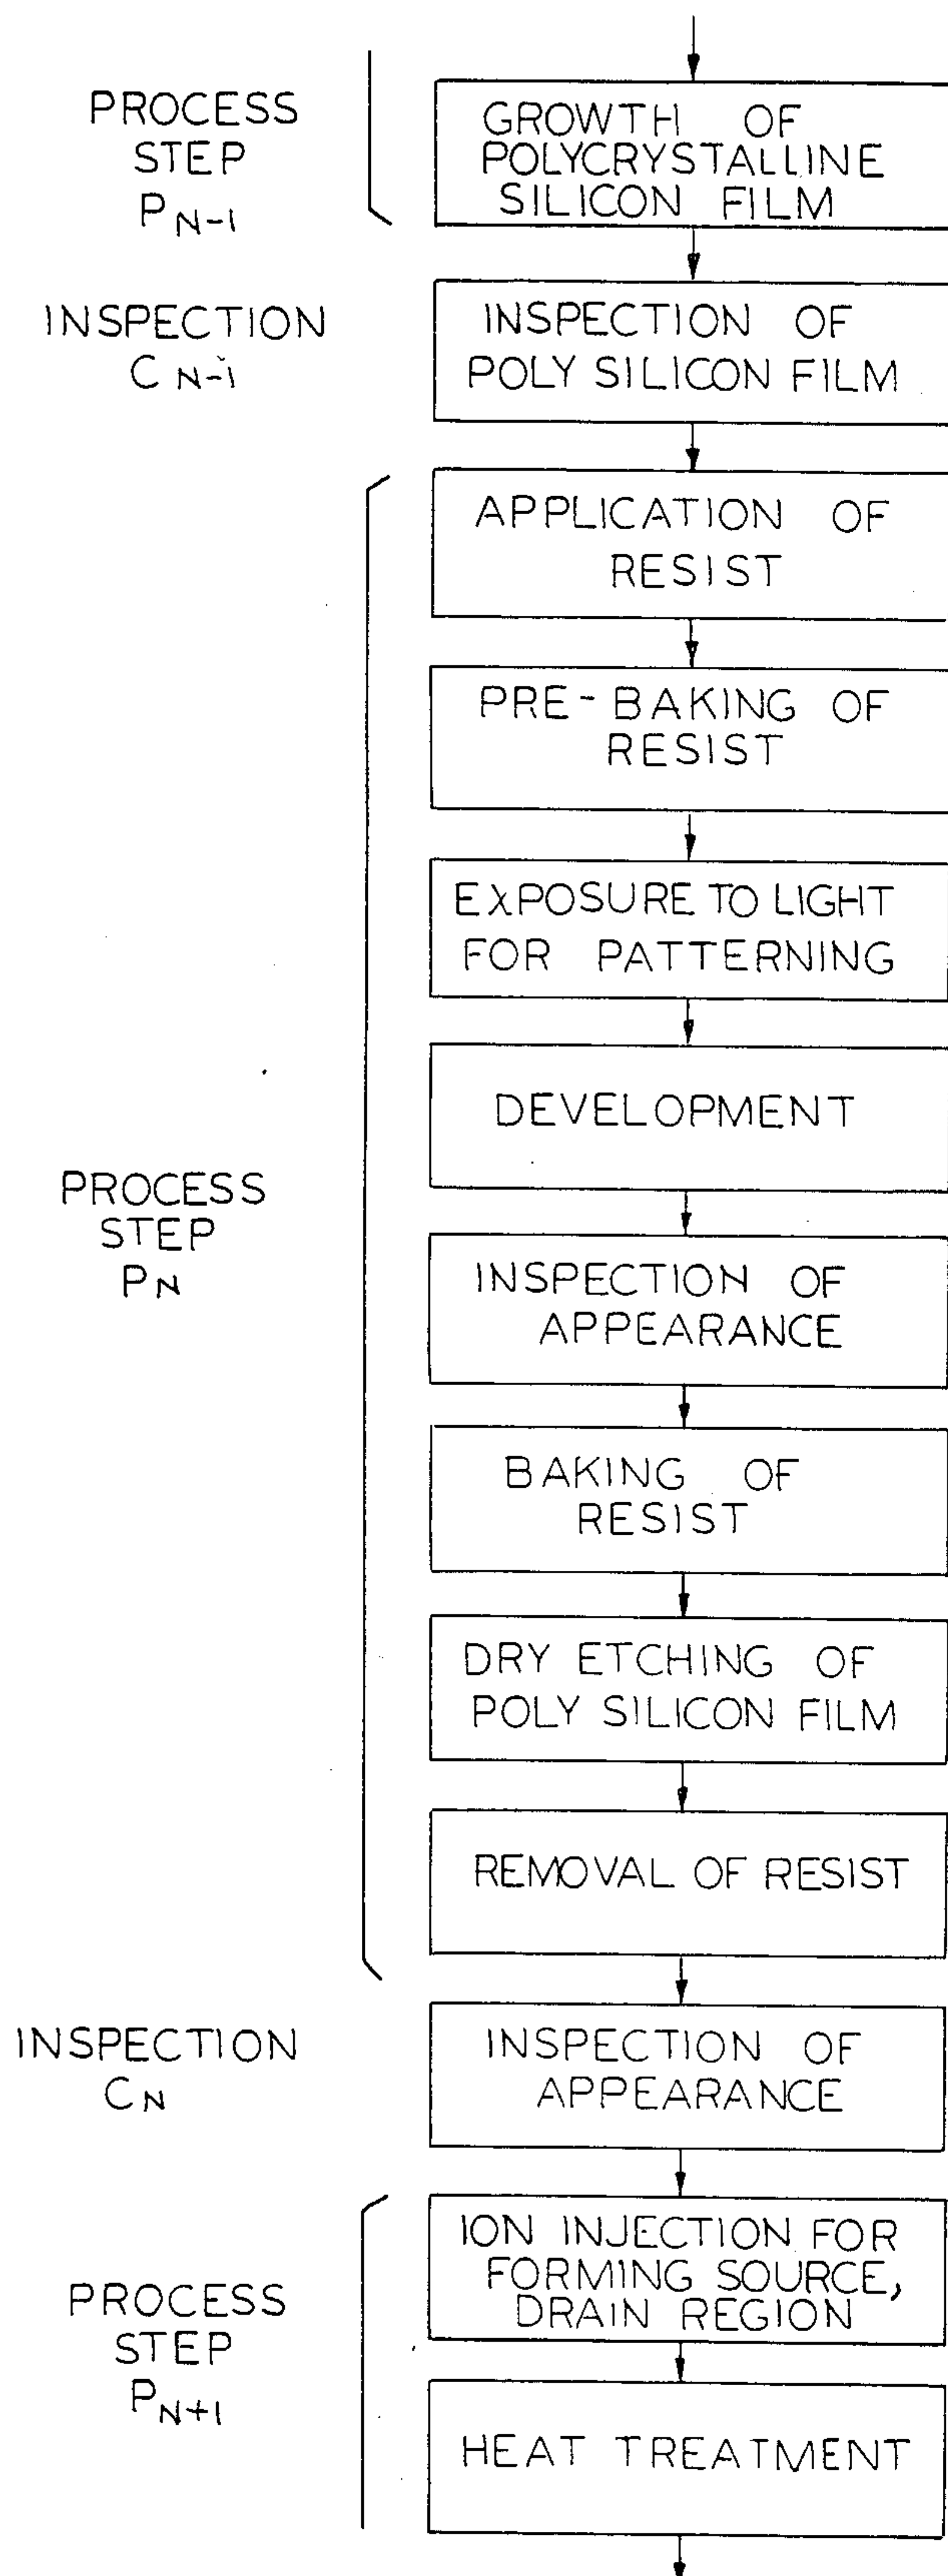 PROCESS
STEP
P N-1
GROWTH OF
POLYCRYSTALLINE
SILICON FILM
INSPECTION
C N-1
INSPECTION OF
POLY SILICON FILM
APPLICATION OF
RESIST
PRE-BAKING OF
RESIST
EXPOSURE TO LIGHT
FOR PATTERNING
DEVELOPMENT
PROCESS
STEP
PN
INSPECTION OF
APPEARANCE
BAKING OF
RESIST
DRY ETCHING OF
POLY SILICON FILM
REMOVAL OF RESIST
INSPECTION
CN
INSPECTION OF
APPEARANCE
PROCESS
STEP
PN+1
ION INJECTION FOR
FORMING SOURCE,
DRAIN REGION
HEAT TREATMENT